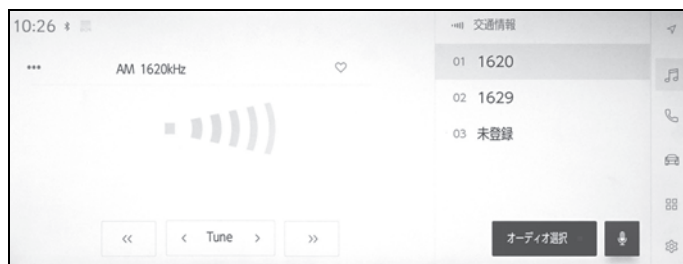 10:26
•••
AM 1620kHz
<< < Tune > >>
交通情報
01 1620
02 1629
03 未登録
オーディオ選択